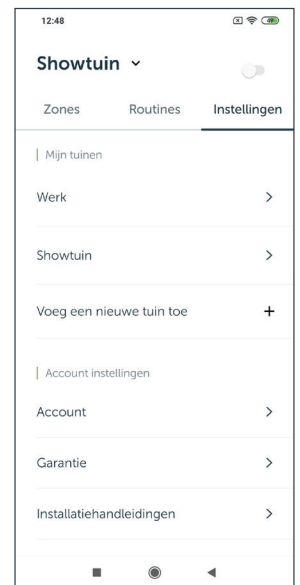 12:48
Showtuin
Zones Routines Instellingen
Mijn tuinen
Werk
Showtuin
Voeg een nieuwe tuin toe
Account instellingen
Account
Garantie
Installatiehandleidingen